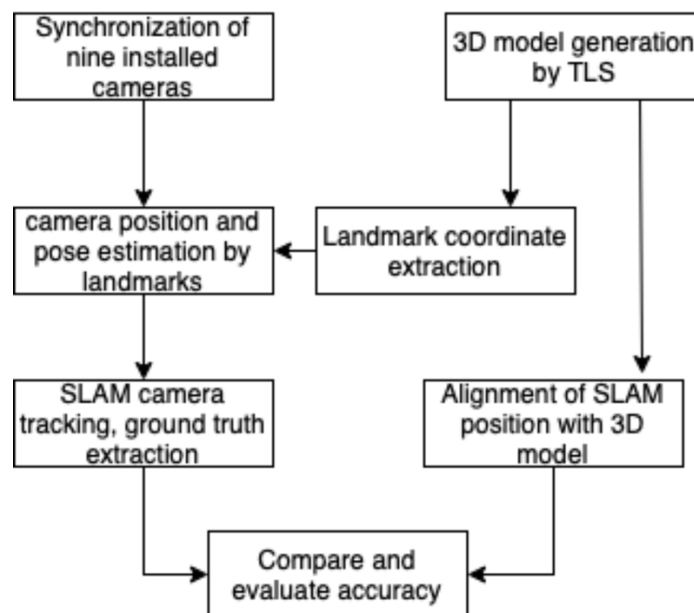 Synchronization of
nine installed
cameras
3D model generation
by TLS
camera position and
pose estimation by
landmarks
Landmark coordinate
extraction
SLAM camera
tracking, ground truth
extraction
Alignment of SLAM
position with 3D
model
Compare and
evaluate accuracy